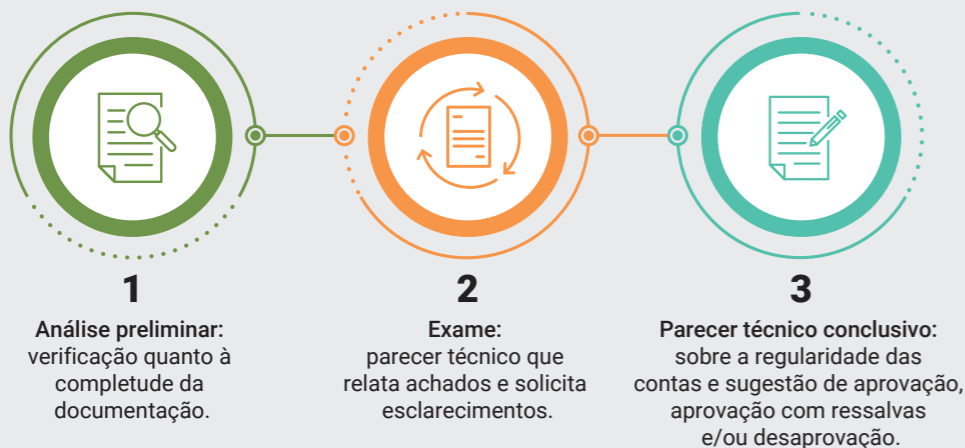 1
Análise preliminar:
verificação quanto à
completude da
documentação.
2
Exame:
parecer técnico que
relata achados e solicita
esclarecimentos.
3
Parecer técnico conclusivo:
sobre a regularidade das
contas e sugestão de aprovação,
aprovação com ressalvas
e/ou desaprovação.